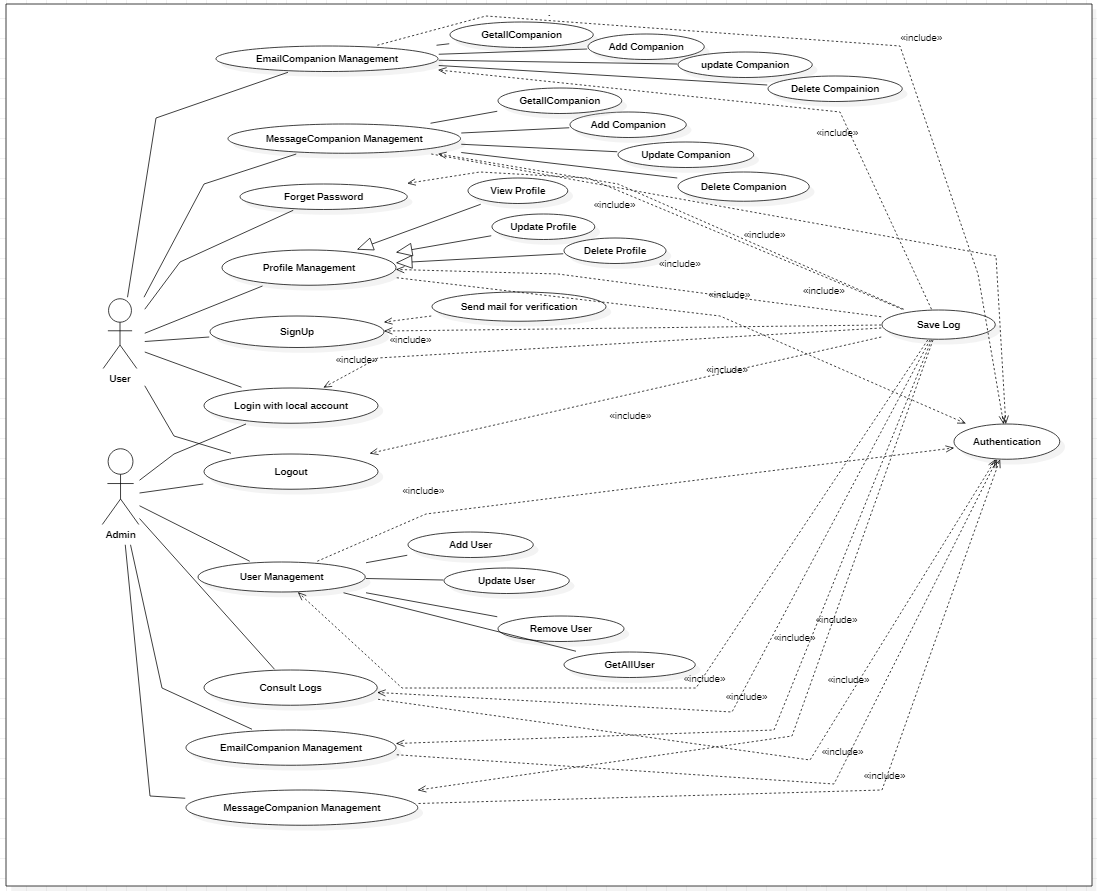 «include»
GetallCompanion
Add Companion
EmailCompanion Management
update Companion
Delete Compainion
GetallCompanion
Add Companion
«include»
MessageCompanion Management
Update Companion
Delete Companion
View Profile
Forget Password
«include»
Update Profile
«include»
Delete Profile
«include»
Profile Management
«include»
«include»
Send mail for verification
Save Log
SignUp
«include»
«include»
«include»
User
Login with local account
«include»
Authentication
Logout
«include»
Admin
Add User
User Management
Update User
«include»
Remove User
«include»
GetAllUser
«include»
«include»
Consult Logs
«include»
EmailCompanion Management
«include»
«include»
MessageCompanion Management